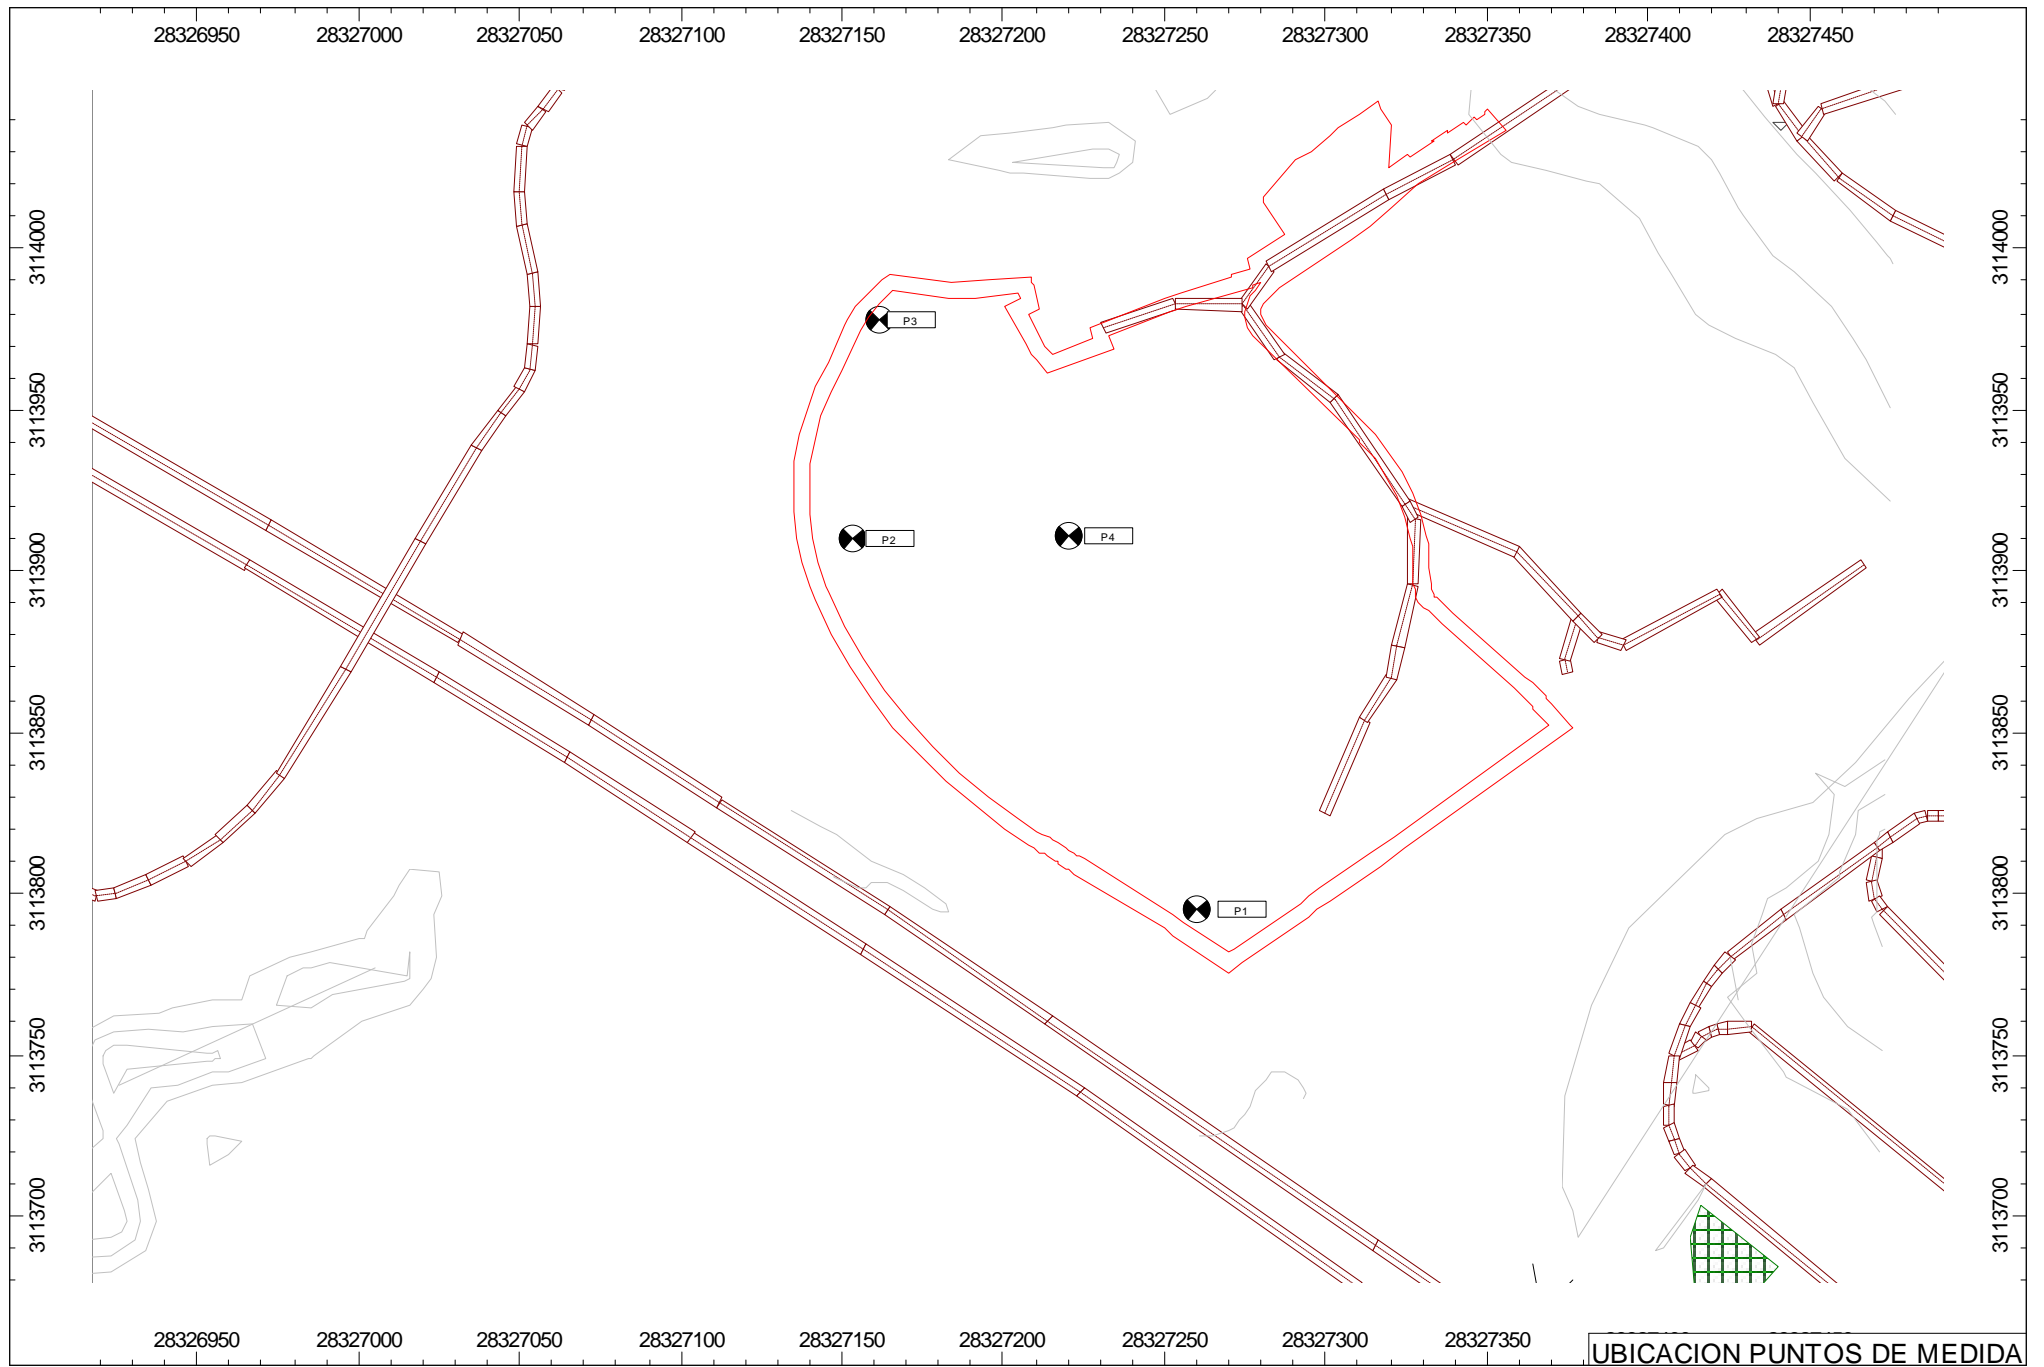 28326950 28327000 28327050 28327100 28327150 28327200 28327250 28327300 28327350 28327400 28327450
3114000 3114000
P3
3113950 3113950
P2 P4
3113900 3113900
3113850 3113850
3113800 3113800
P1
3113750 3113750
3113700 3113700
28326950 28327000 28327050 28327100 28327150 28327200 28327250 28327300 28327350
UBICACION PUNTOS DE MEDIDA